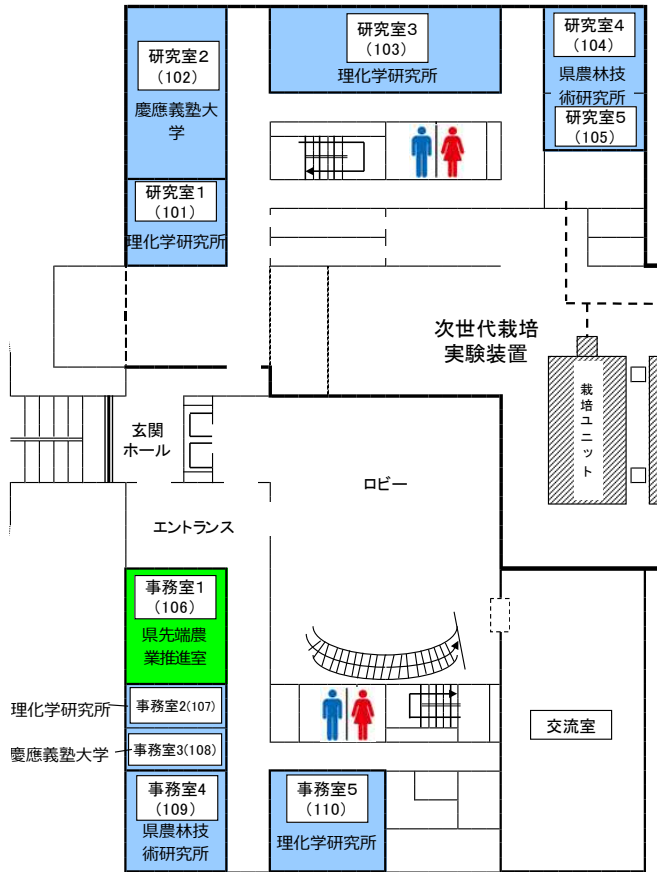 研究室2
(102)
慶應義塾大
学
研究室3
(103)
理化学研究所
研究室4
(104)
県農林技
術研究所
研究室5
(105)
研究室1
(101)
理化学研究所
次世代栽培
実験装置
栽培ユニット
玄関
ホール
ロビー
エントランス
事務室1
(106)
県先端農
業推進室
理化学研究所
事務室2(107)
慶應義塾大学
事務室3(108)
事務室4
(109)
県農林技
術研究所
事務室5
(110)
理化学研究所
交流室